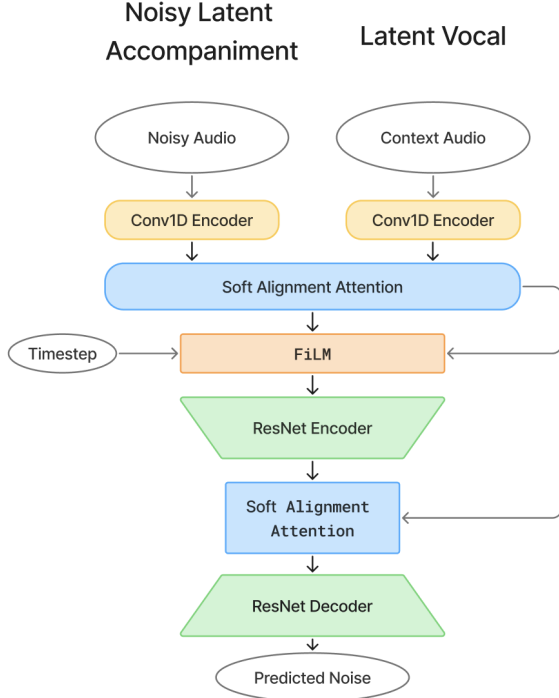 Noisy Latent
Accompaniment
Latent Vocal
Noisy Audio
Context Audio
Conv1D Encoder
Conv1D Encoder
Soft Alignment Attention
Timestep
FiLM
ResNet Encoder
Soft Alignment
Attention
ResNet Decoder
Predicted Noise